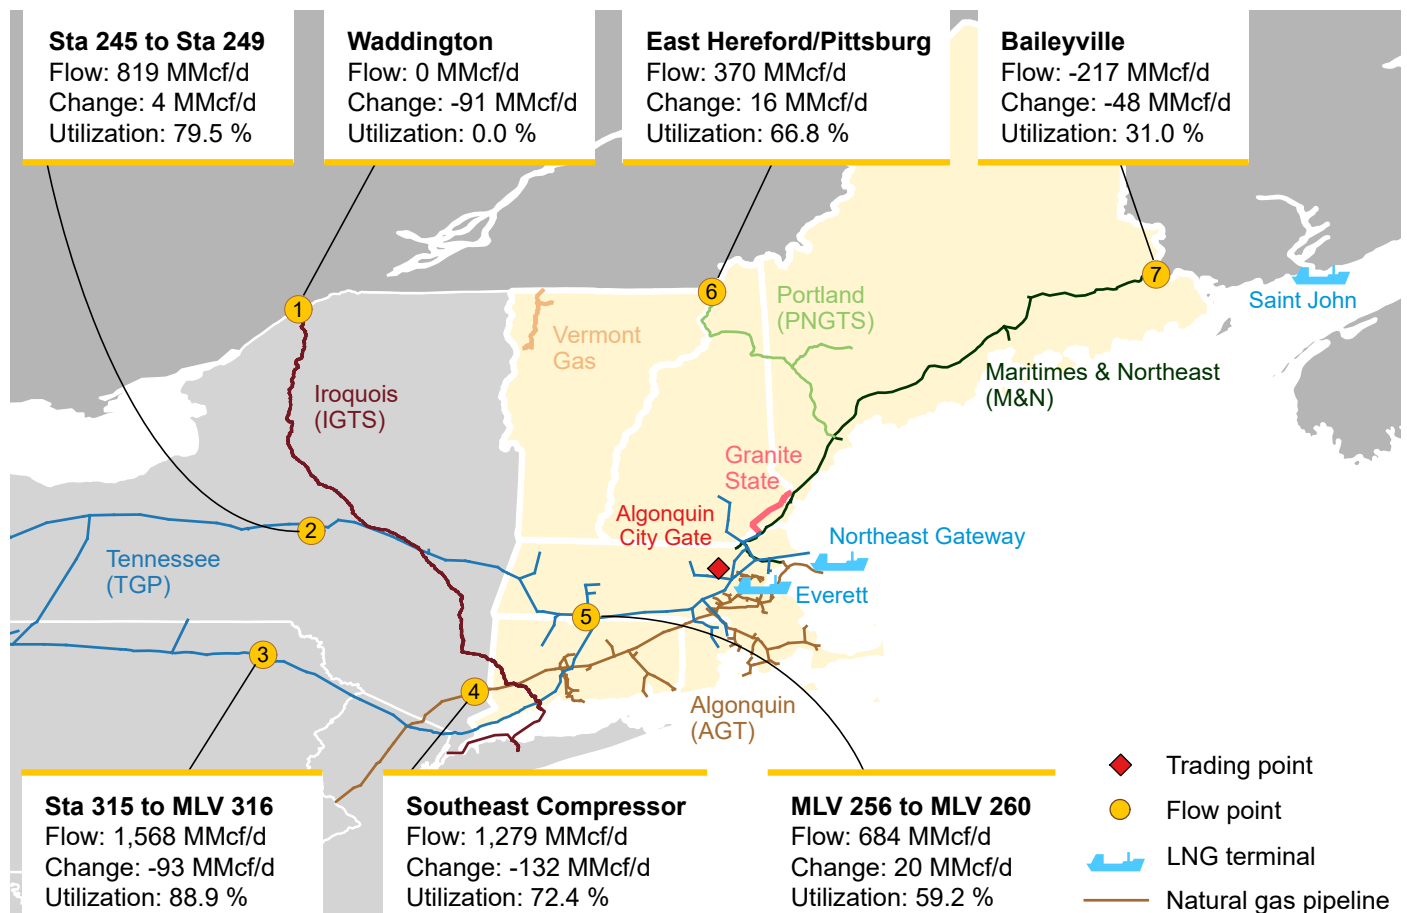 Sta 245 to Sta 249
Flow: 819 MMcf/d
Change: 4 MMcf/d
Utilization: 79.5 %
Waddington
Flow: 0 MMcf/d
Change: -91 MMcf/d
Utilization: 0.0 %
East Hereford/Pittsburg
Flow: 370 MMcf/d
Change: 16 MMcf/d
Utilization: 66.8 %
Baileyville
Flow: -217 MMcf/d
Change: -48 MMcf/d
Utilization: 31.0 %
7
6
1
Saint John
Portland
(PNGTS)
Vermont
Gas
Maritimes & Northeast
(M&N)
Iroquois
(IGTS)
Granite
State
Algonquin
City Gate
2
Northeast Gateway
Tennessee
(TGP)
Everett
5
3
4
Algonquin
(AGT)
Sta 315 to MLV 316
Flow: 1,568 MMcf/d
Change: -93 MMcf/d
Utilization: 88.9 %
Southeast Compressor
Flow: 1,279 MMcf/d
Change: -132 MMcf/d
Utilization: 72.4 %
MLV 256 to MLV 260
Flow: 684 MMcf/d
Change: 20 MMcf/d
Utilization: 59.2 %
Trading point
Flow point
LNG terminal
Natural gas pipeline